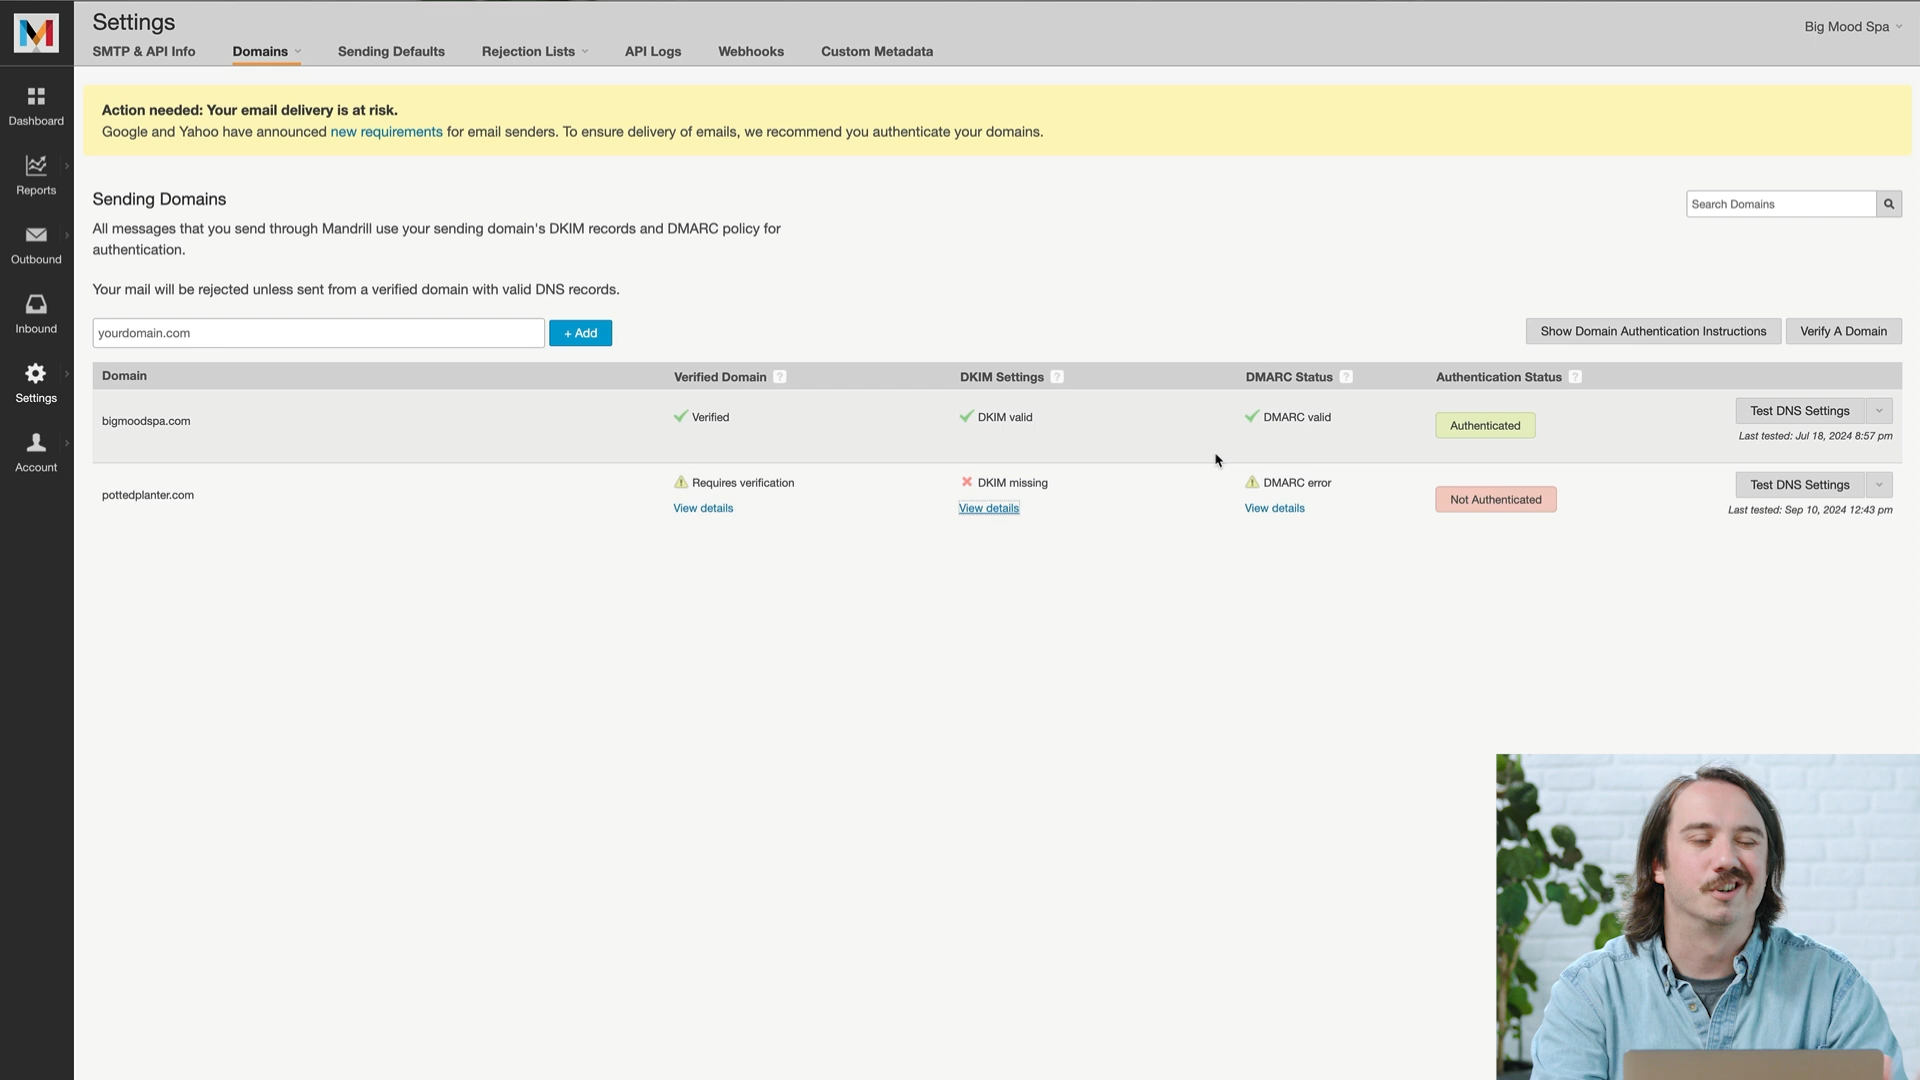 Settings
Big Mood Spa
SMTP & API Info
Domains
Sending Defaults
Rejection Lists
API Logs
Webhooks
Custom Metadata
Dashboard
Reports
Outbound
Inbound
Settings
Account
Action needed: Your email delivery is at risk.
Google and Yahoo have announced new requirements for email senders. To ensure delivery of emails, we recommend you authenticate your domains.
Sending Domains
Search Domains
All messages that you send through Mandrill use your sending domain's DKIM records and DMARC policy for
authentication.
Your mail will be rejected unless sent from a verified domain with valid DNS records.
yourdomain.com
+ Add
Show Domain Authentication Instructions
Verify A Domain
Domain
Verified Domain ?
DKIM Settings ?
DMARC Status ?
Authentication Status ?
bigmoodspa.com
Verified
DKIM valid
DMARC valid
Authenticated
Test DNS Settings
Last tested: Jul 18, 2024 8:57 pm
pottedplanter.com
Requires verification
View details
DKIM missing
View details
DMARC error
View details
Not Authenticated
Test DNS Settings
Last tested: Sep 10, 2024 12:43 pm